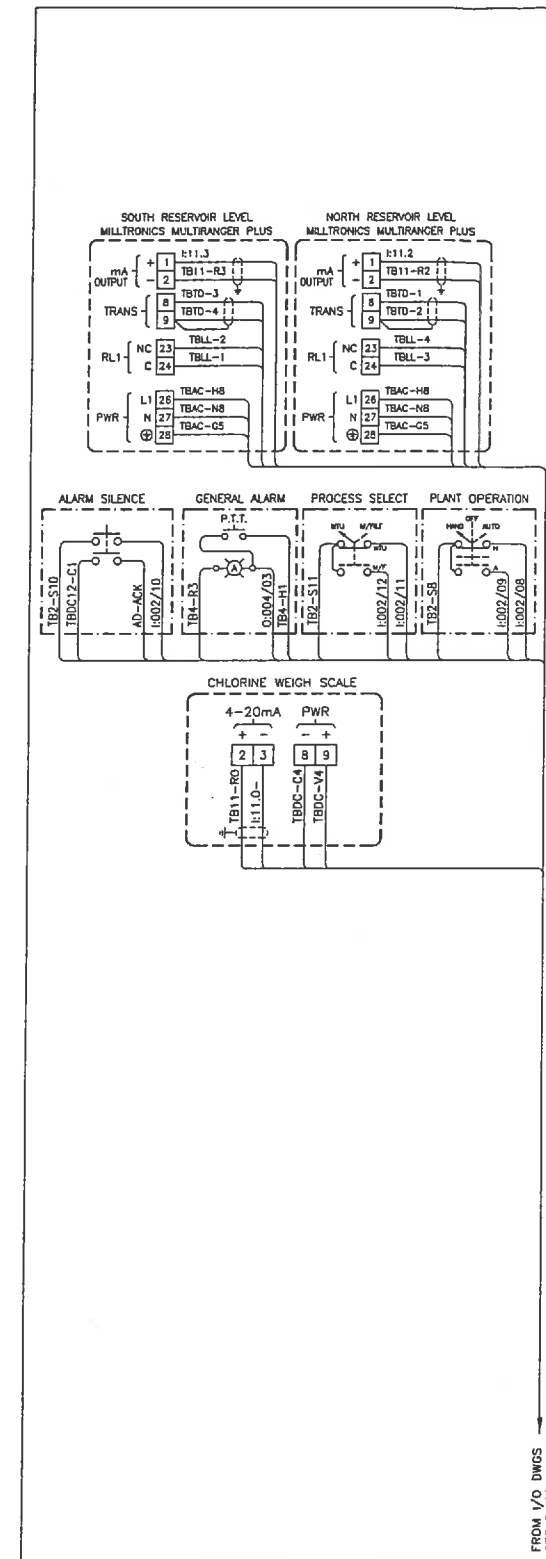 SOUTH RESERVOIR LEVEL
MILLTRONICS MULTIRANGER PLUS
mA OUTPUT
+ 1 I:11.3
- 2 TB11-R3
TRANS
8 TBTD-3
9 TBTD-4
RL1
NC 23 TBLL-2
C 24 TBLL-1
PWR
L1 26 TBAC-H8
N 27 TBAC-N8
28 TBAC-G5
NORTH RESERVOIR LEVEL
MILLTRONICS MULTIRANGER PLUS
mA OUTPUT
+ 1 I:11.2
- 2 TB11-R2
TRANS
8 TBTD-1
9 TBTD-2
RL1
NC 23 TBLL-4
C 24 TBLL-3
PWR
L1 26 TBAC-H8
N 27 TBAC-N8
28 TBAC-G5
ALARM SILENCE
TB2-S10
TBDC12-C1
AD-ACK
I:002/10
GENERAL ALARM
P.T.T.
A
TB4-R3
O:004/03
TB4-H1
PROCESS SELECT
WTU M/FILT
WTU
M/F
TB2-S11
I:002/12
I:002/11
PLANT OPERATION
OFF
HAND AUTO
H
A
TB2-S8
I:002/09
I:002/08
CHLORINE WEIGH SCALE
4-20mA PWR
+ - - +
2 3 8 9
TB11-R0
I:11.0-
TBDC-C4
TBDC-V4
FROM I/O DWGS